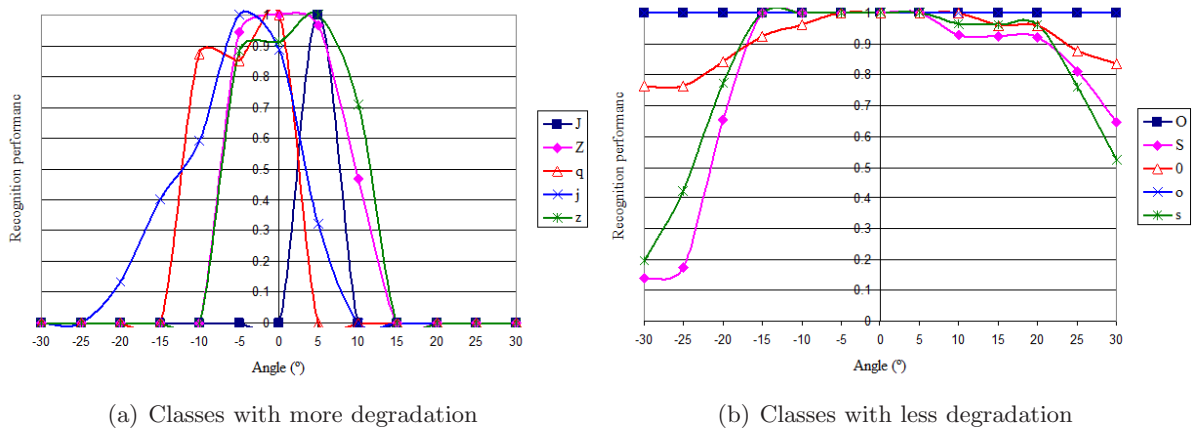 Recognition performanc
0.9
0.8
0.7
0.6
0.5
0.4
0.3
0.2
0.1
0
-30 -25 -20 -15 -10 -5 0 5 10 15 20 25 30
Angle (°)
J
Z
q
j
z
(a) Classes with more degradation
Recognition performanc
1
0.9
0.8
0.7
0.6
0.5
0.4
0.3
0.2
0.1
0
-30 -25 -20 -15 -10 -5 0 5 10 15 20 25 30
Angle (°)
O
S
0
o
s
(b) Classes with less degradation